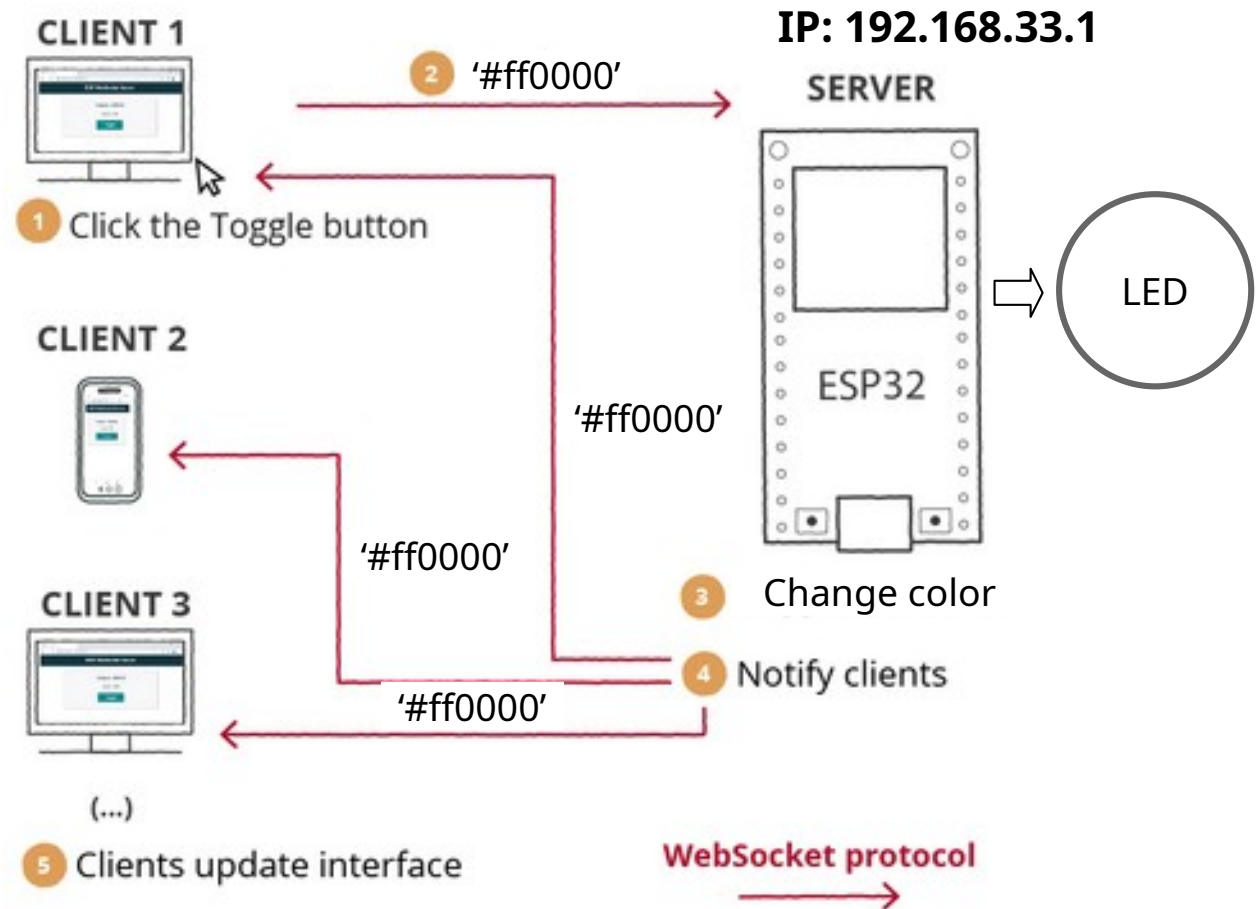 IP: 192.168.33.1
CLIENT 1
2 ‘#ff0000’
SERVER
1 Click the Toggle button
LED
CLIENT 2
ESP32
‘#ff0000’
‘#ff0000’
3 Change color
CLIENT 3
4 Notify clients
‘#ff0000’
(...)
5 Clients update interface
WebSocket protocol